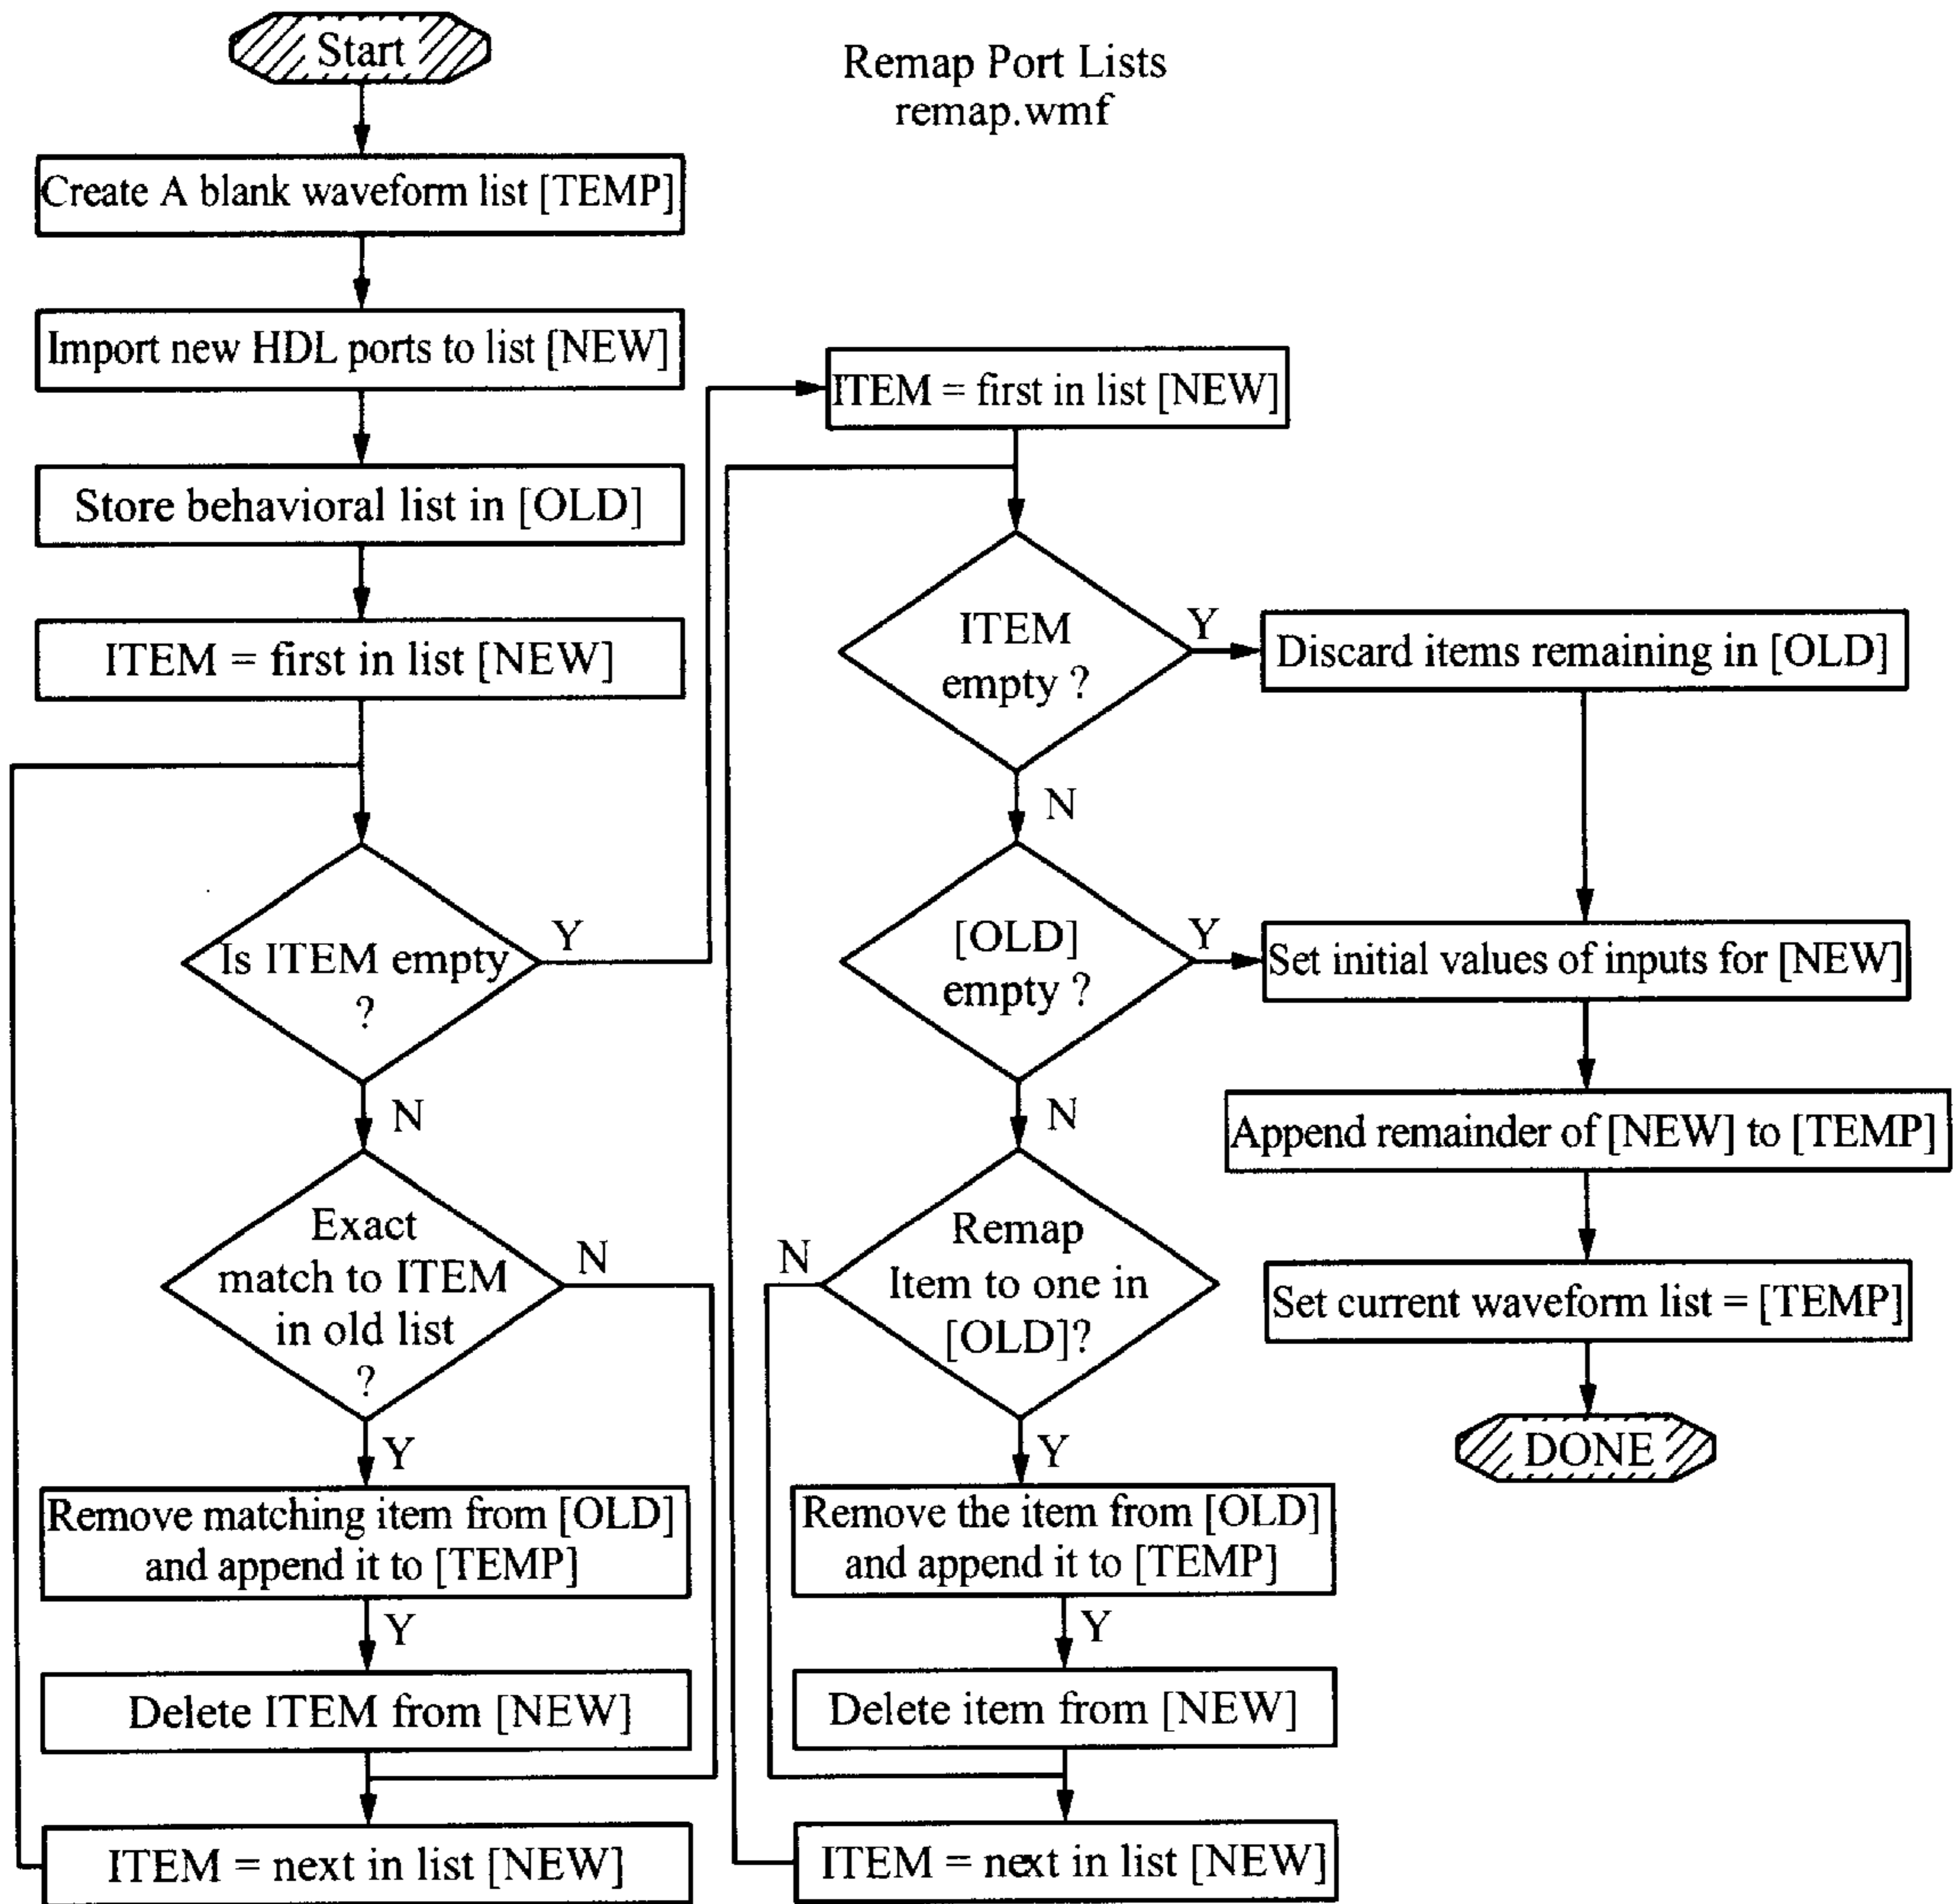 Start
Remap Port Lists
remap.wmf
Create A blank waveform list [TEMP]
Import new HDL ports to list [NEW]
Store behavioral list in [OLD]
ITEM = first in list [NEW]
Is ITEM empty
?
Y
N
Exact
match to ITEM
in old list
?
N
Y
Remove matching item from [OLD]
and append it to [TEMP]
Y
Delete ITEM from [NEW]
ITEM = next in list [NEW]
ITEM = first in list [NEW]
ITEM
empty ?
Y
N
[OLD]
empty ?
Y
N
Remap
Item to one in
[OLD]?
N
Y
Remove the item from [OLD]
and append it to [TEMP]
Y
Delete item from [NEW]
ITEM = next in list [NEW]
Discard items remaining in [OLD]
Set initial values of inputs for [NEW]
Append remainder of [NEW] to [TEMP]
Set current waveform list = [TEMP]
DONE